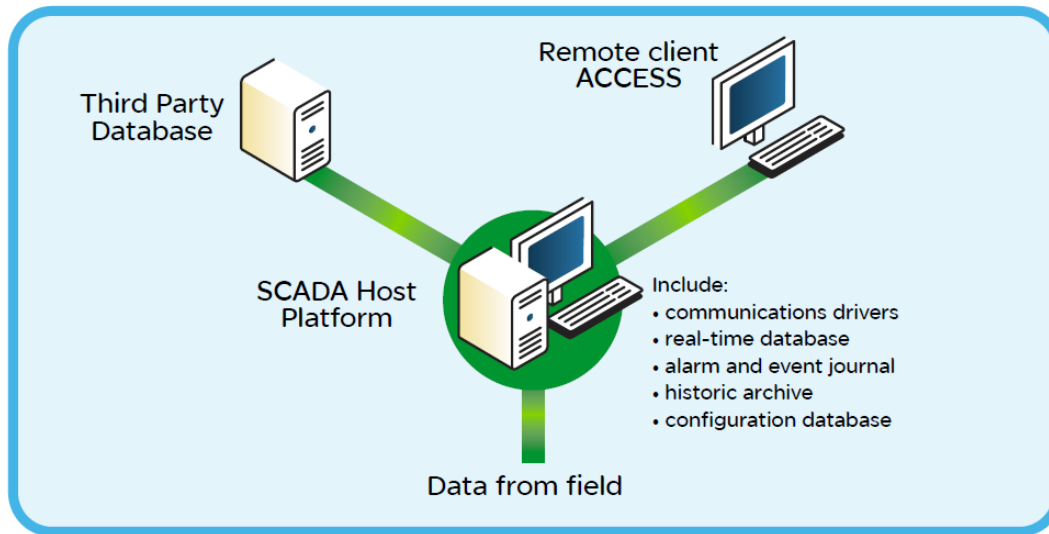 Third Party
Database
Remote client
ACCESS
SCADA Host
Platform
Include:
• communications drivers
• real-time database
• alarm and event journal
• historic archive
• configuration database
Data from field